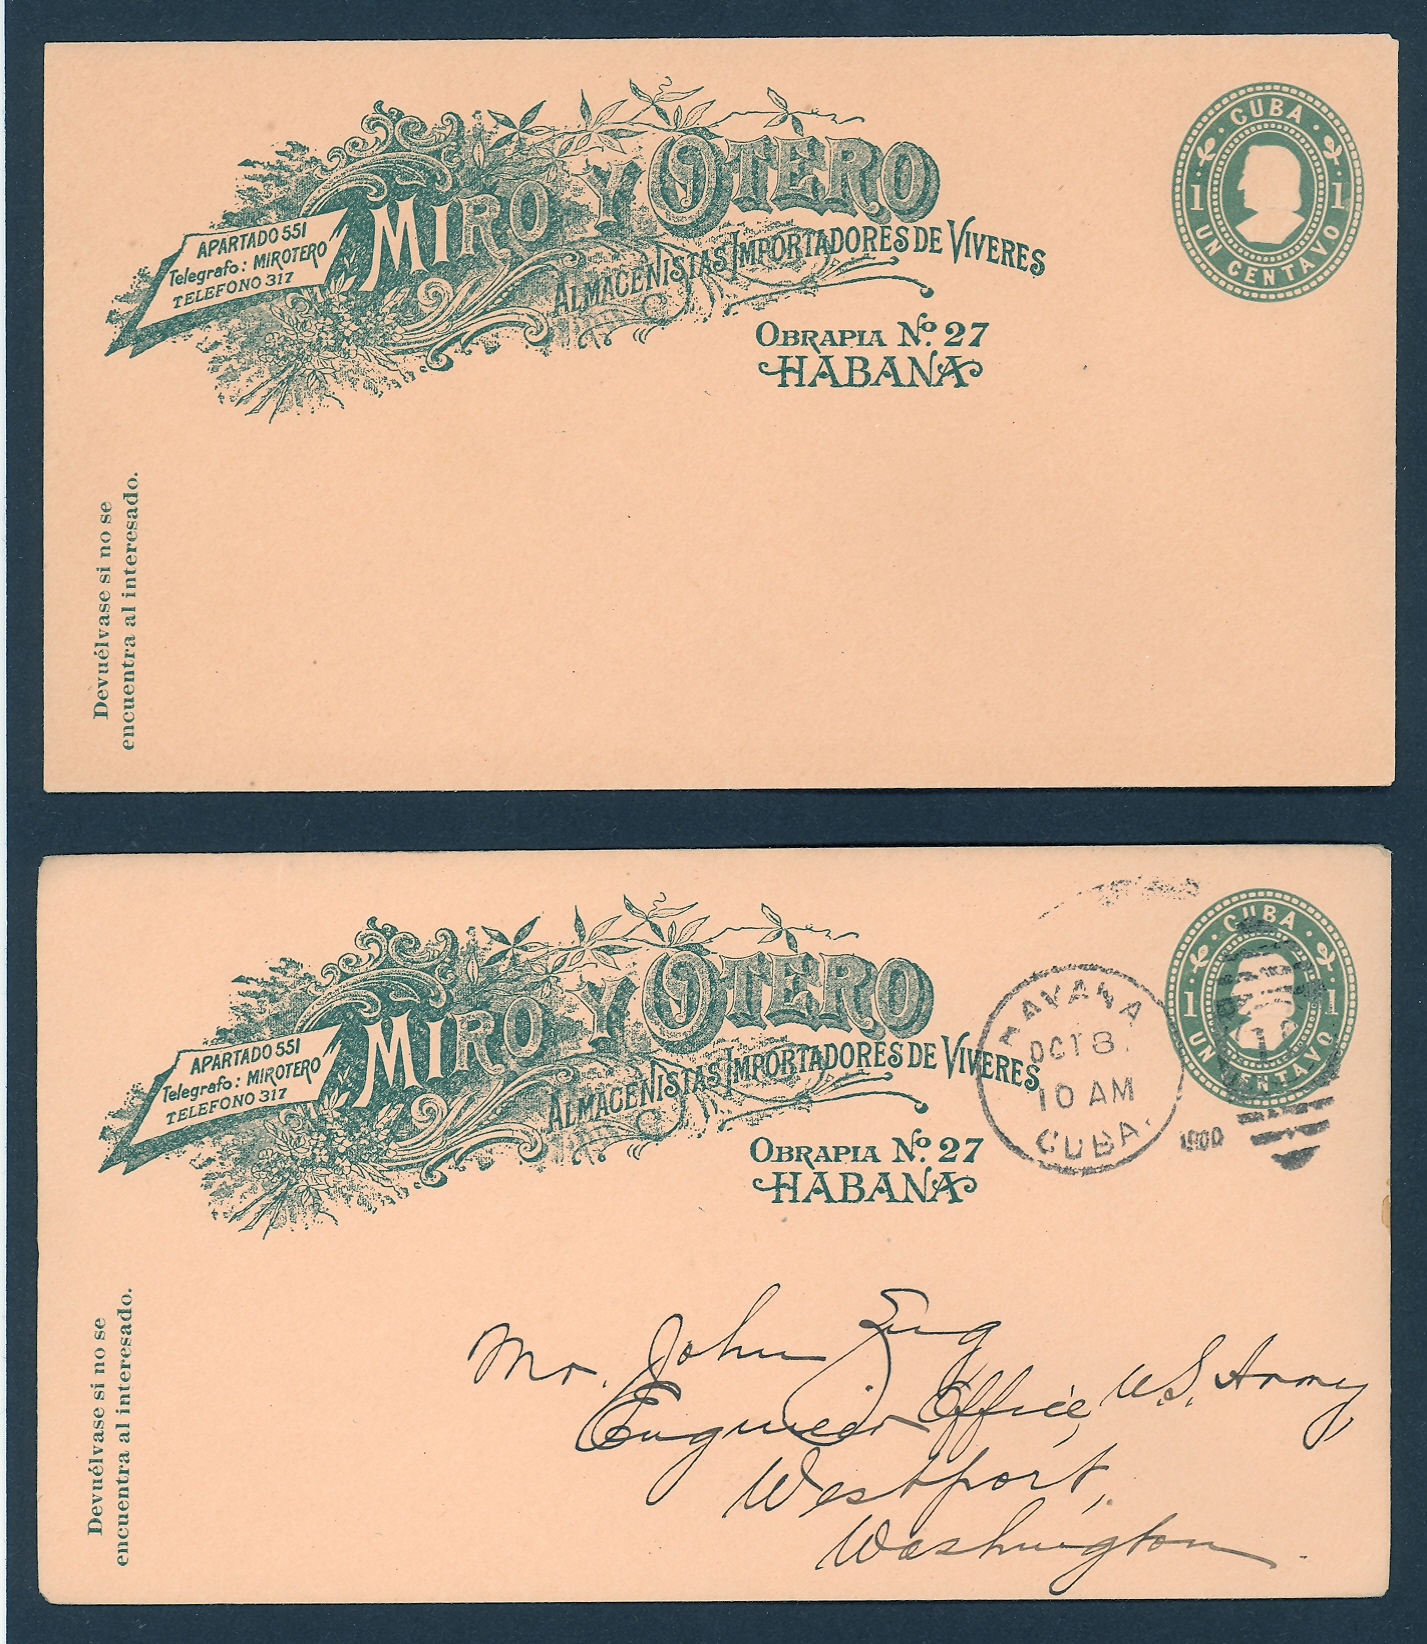 MIRO Y OTERO
APARTADO 551
Telegrafo: MIROTERO
TELEFONO 317
ALMACENISTAS IMPORTADORES DE VIVERES
OBRAPIA No. 27
HABANA
CUBA
1 1
UN CENTAVO
Devuélvase si no se
encuentra al interesado.
MIRO Y OTERO
APARTADO 551
Telegrafo: MIROTERO
TELEFONO 317
ALMACENISTAS IMPORTADORES DE VIVERES
OBRAPIA No. 27
HABANA
HAVANA
OCT 8.
10 AM
CUBA.
1900
CUBA
1 1
UN CENTAVO
Mr. John
Engineer Office, U.S. Army
Westport,
Washington.
Devuélvase si no se
encuentra al interesado.